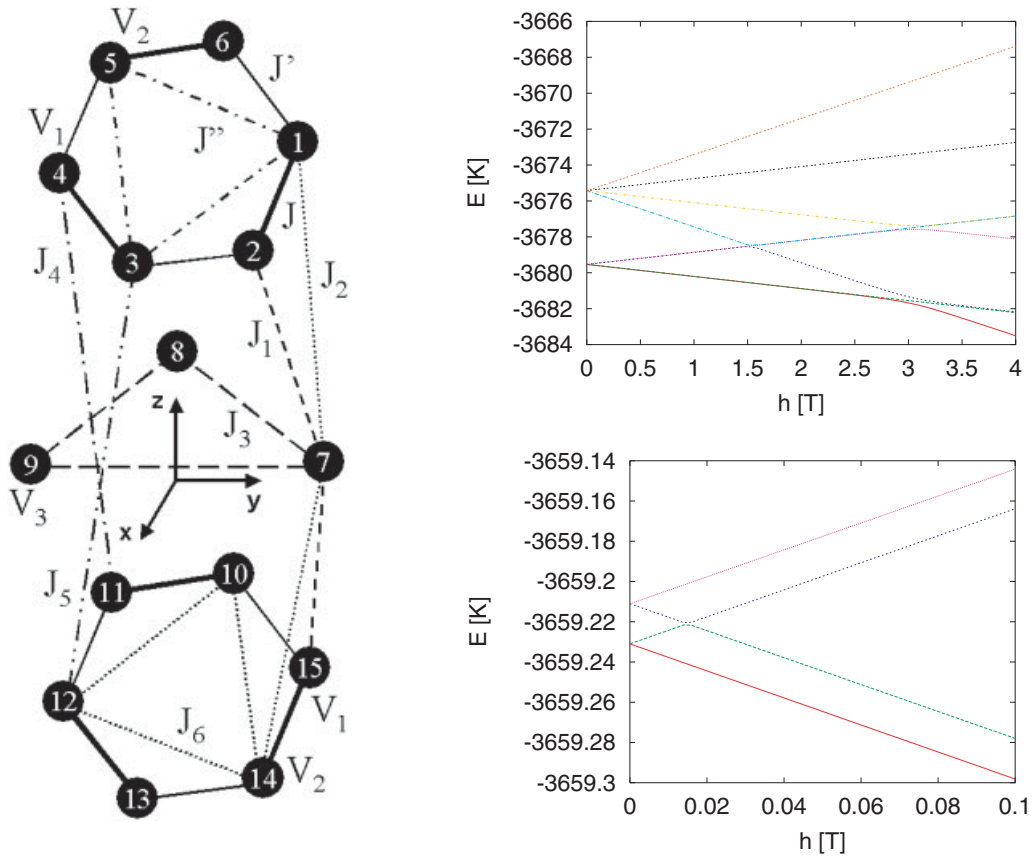 V₂
6
5
J'
V₁
J''
1
4
J
3
2
J₄
J₂
J₁
8
z
J₃
9
7
V₃
y
x
J₅
11
10
15
12
V₁
J₆
14
V₂
13
E [K]
-3666
-3668
-3670
-3672
-3674
-3676
-3678
-3680
-3682
-3684
0 0.5 1 1.5 2 2.5 3 3.5 4
h [T]
E [K]
-3659.14
-3659.16
-3659.18
-3659.2
-3659.22
-3659.24
-3659.26
-3659.28
-3659.3
0 0.02 0.04 0.06 0.08 0.1
h [T]